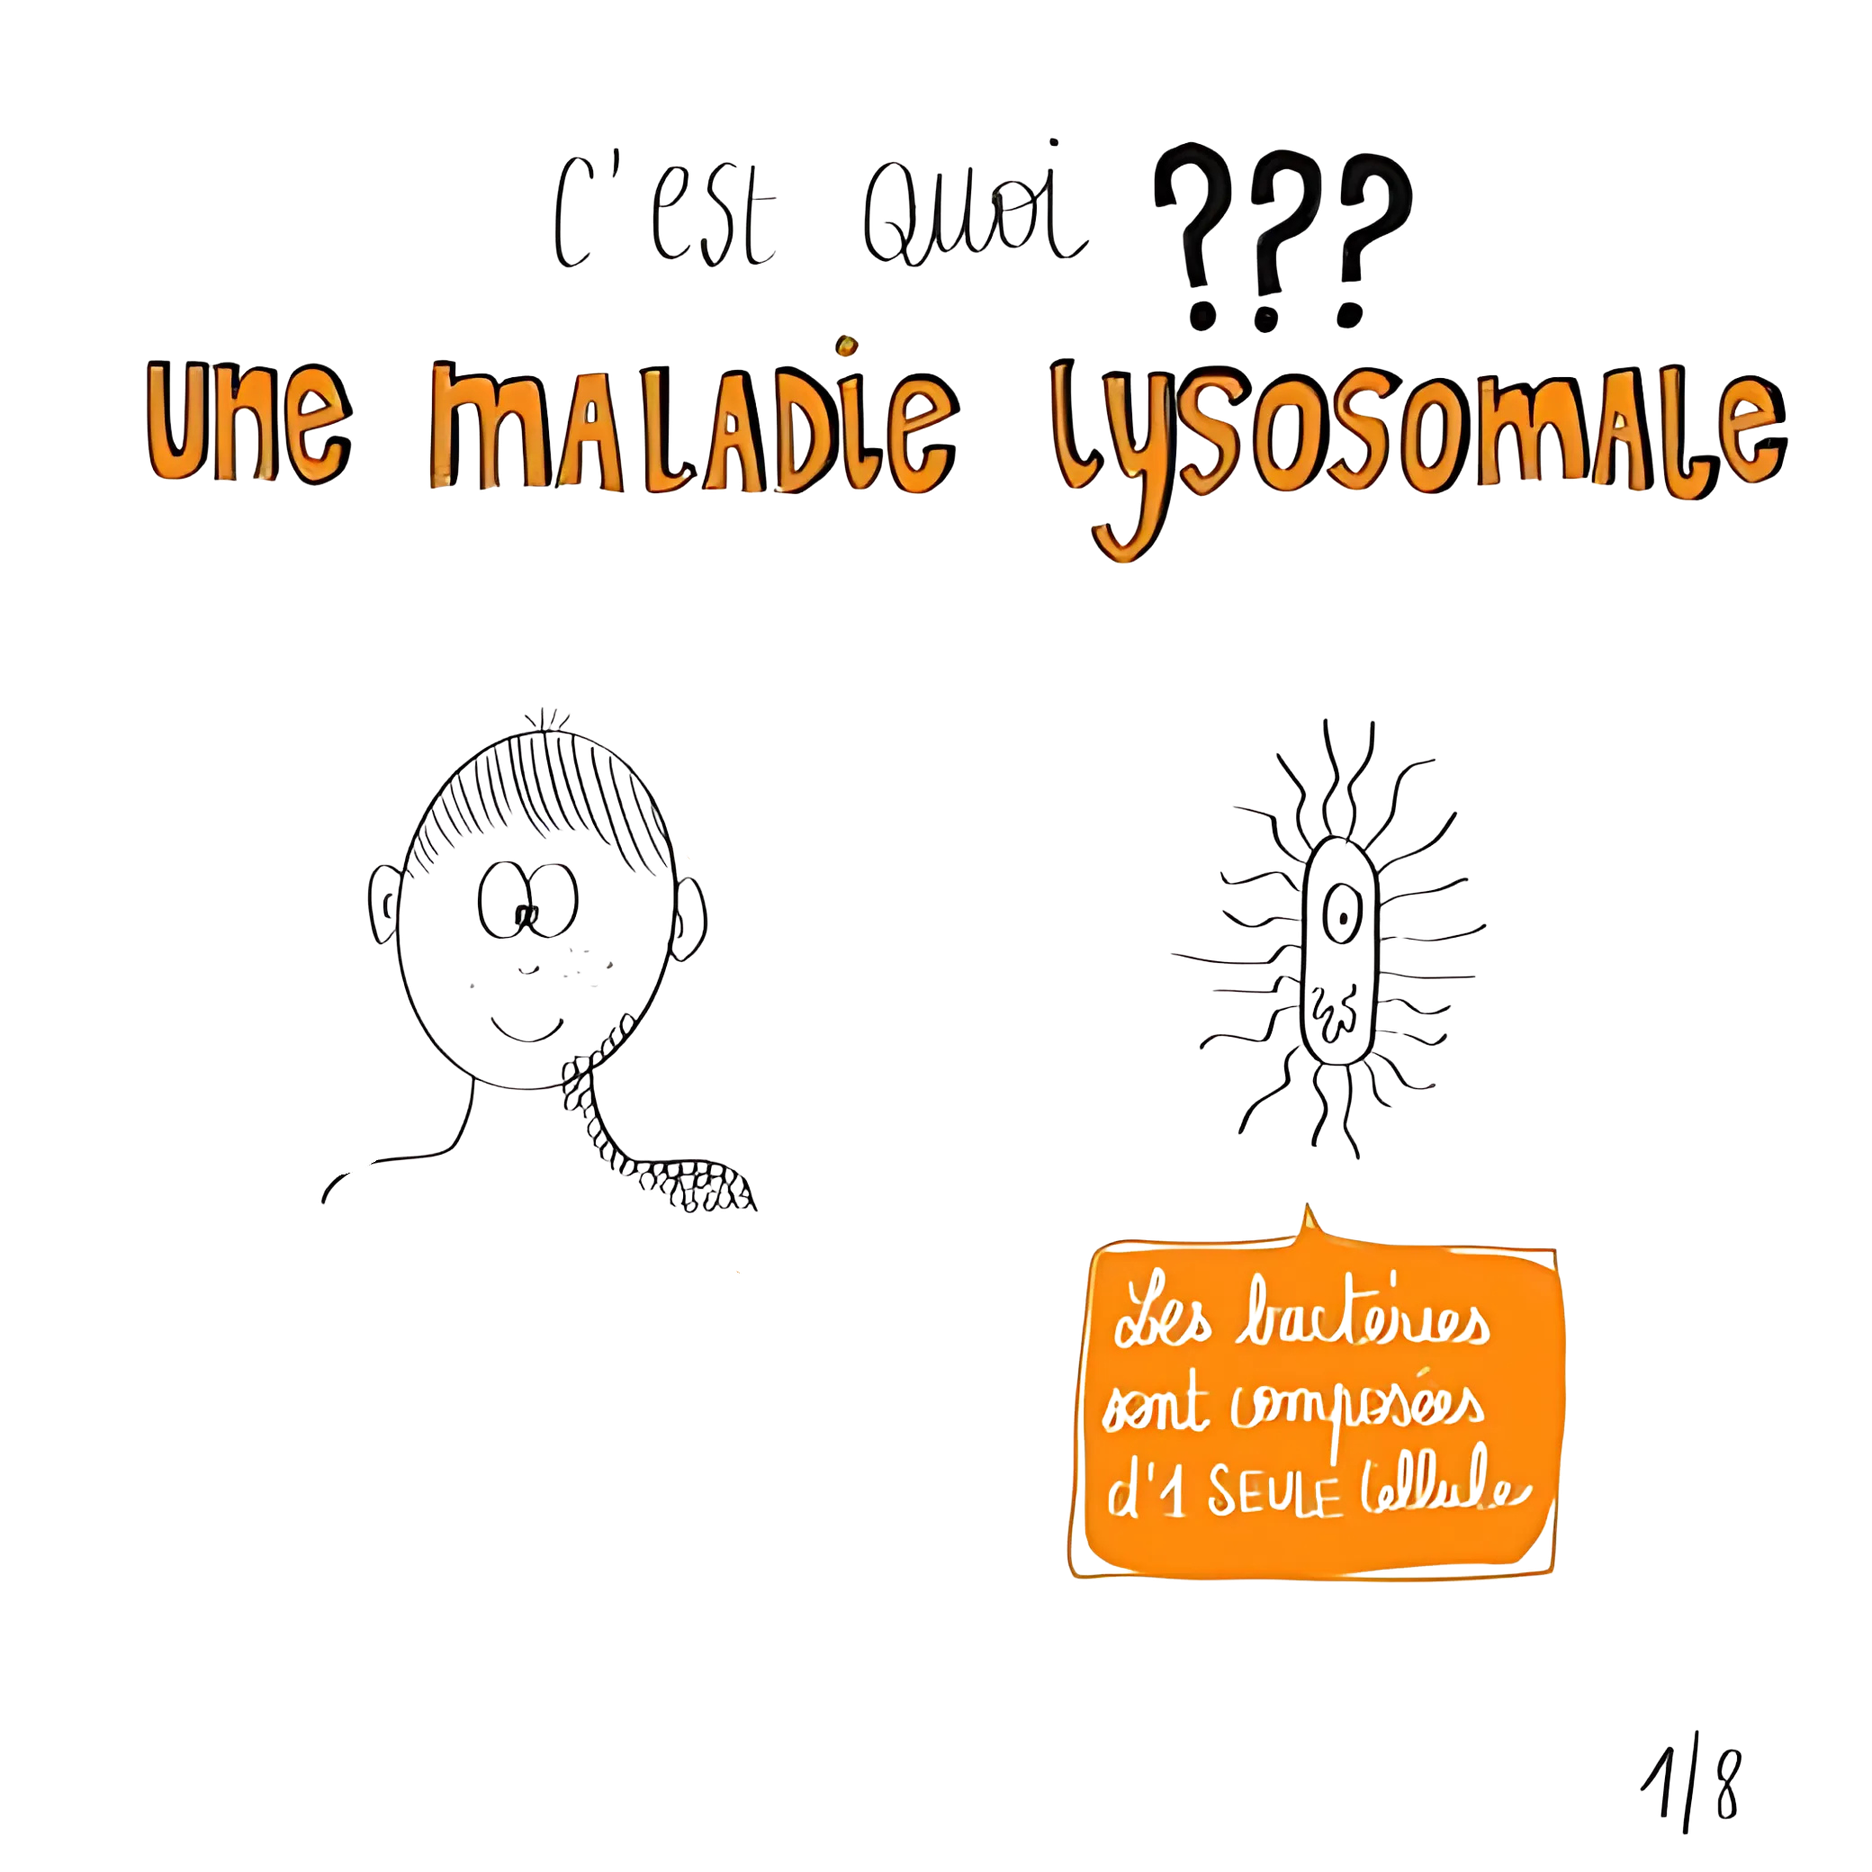 C'est Quoi ???
une maladie lysosomale
Les bactéries
sont composées
d'1 SEULE Cellule
1/8